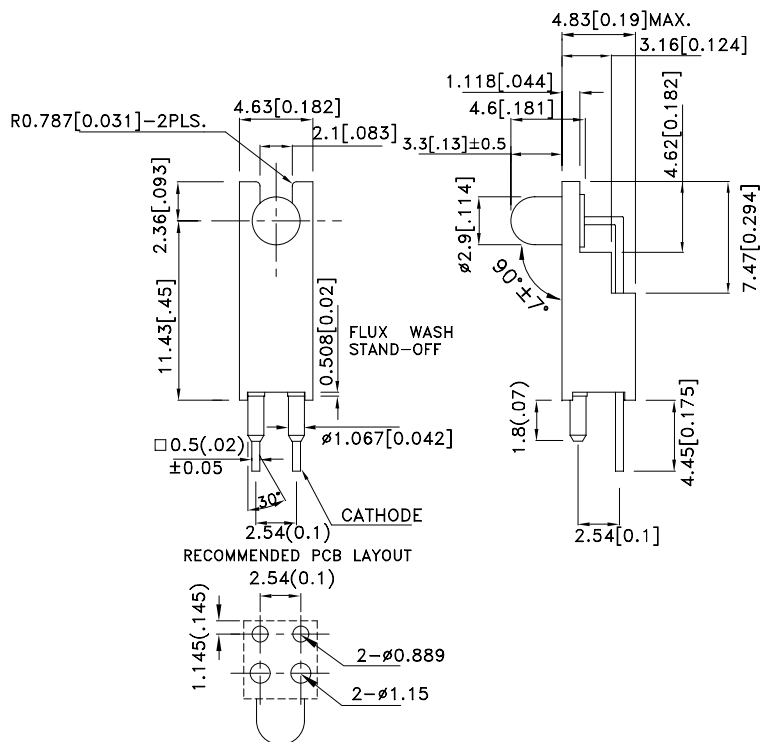 4.83[0.19]MAX.
3.16[0.124]
1.118[.044]
4.6[.181]
3.3[.13]±0.5
4.62[0.182]
4.63[0.182]
R0.787[0.031]-2PLS.
2.1[.083]
2.36[.093]
11.43[.45]
ø2.9[.114]
90°±7°
7.47[0.294]
0.508[0.02]
FLUX WASH
STAND-OFF
1.8(.07)
4.45[0.175]
□0.5(.02)
±0.05
ø1.067[0.042]
30°
CATHODE
2.54(0.1)
2.54[0.1]
RECOMMENDED PCB LAYOUT
2.54(0.1)
1.145(.145)
2-ø0.889
2-ø1.15